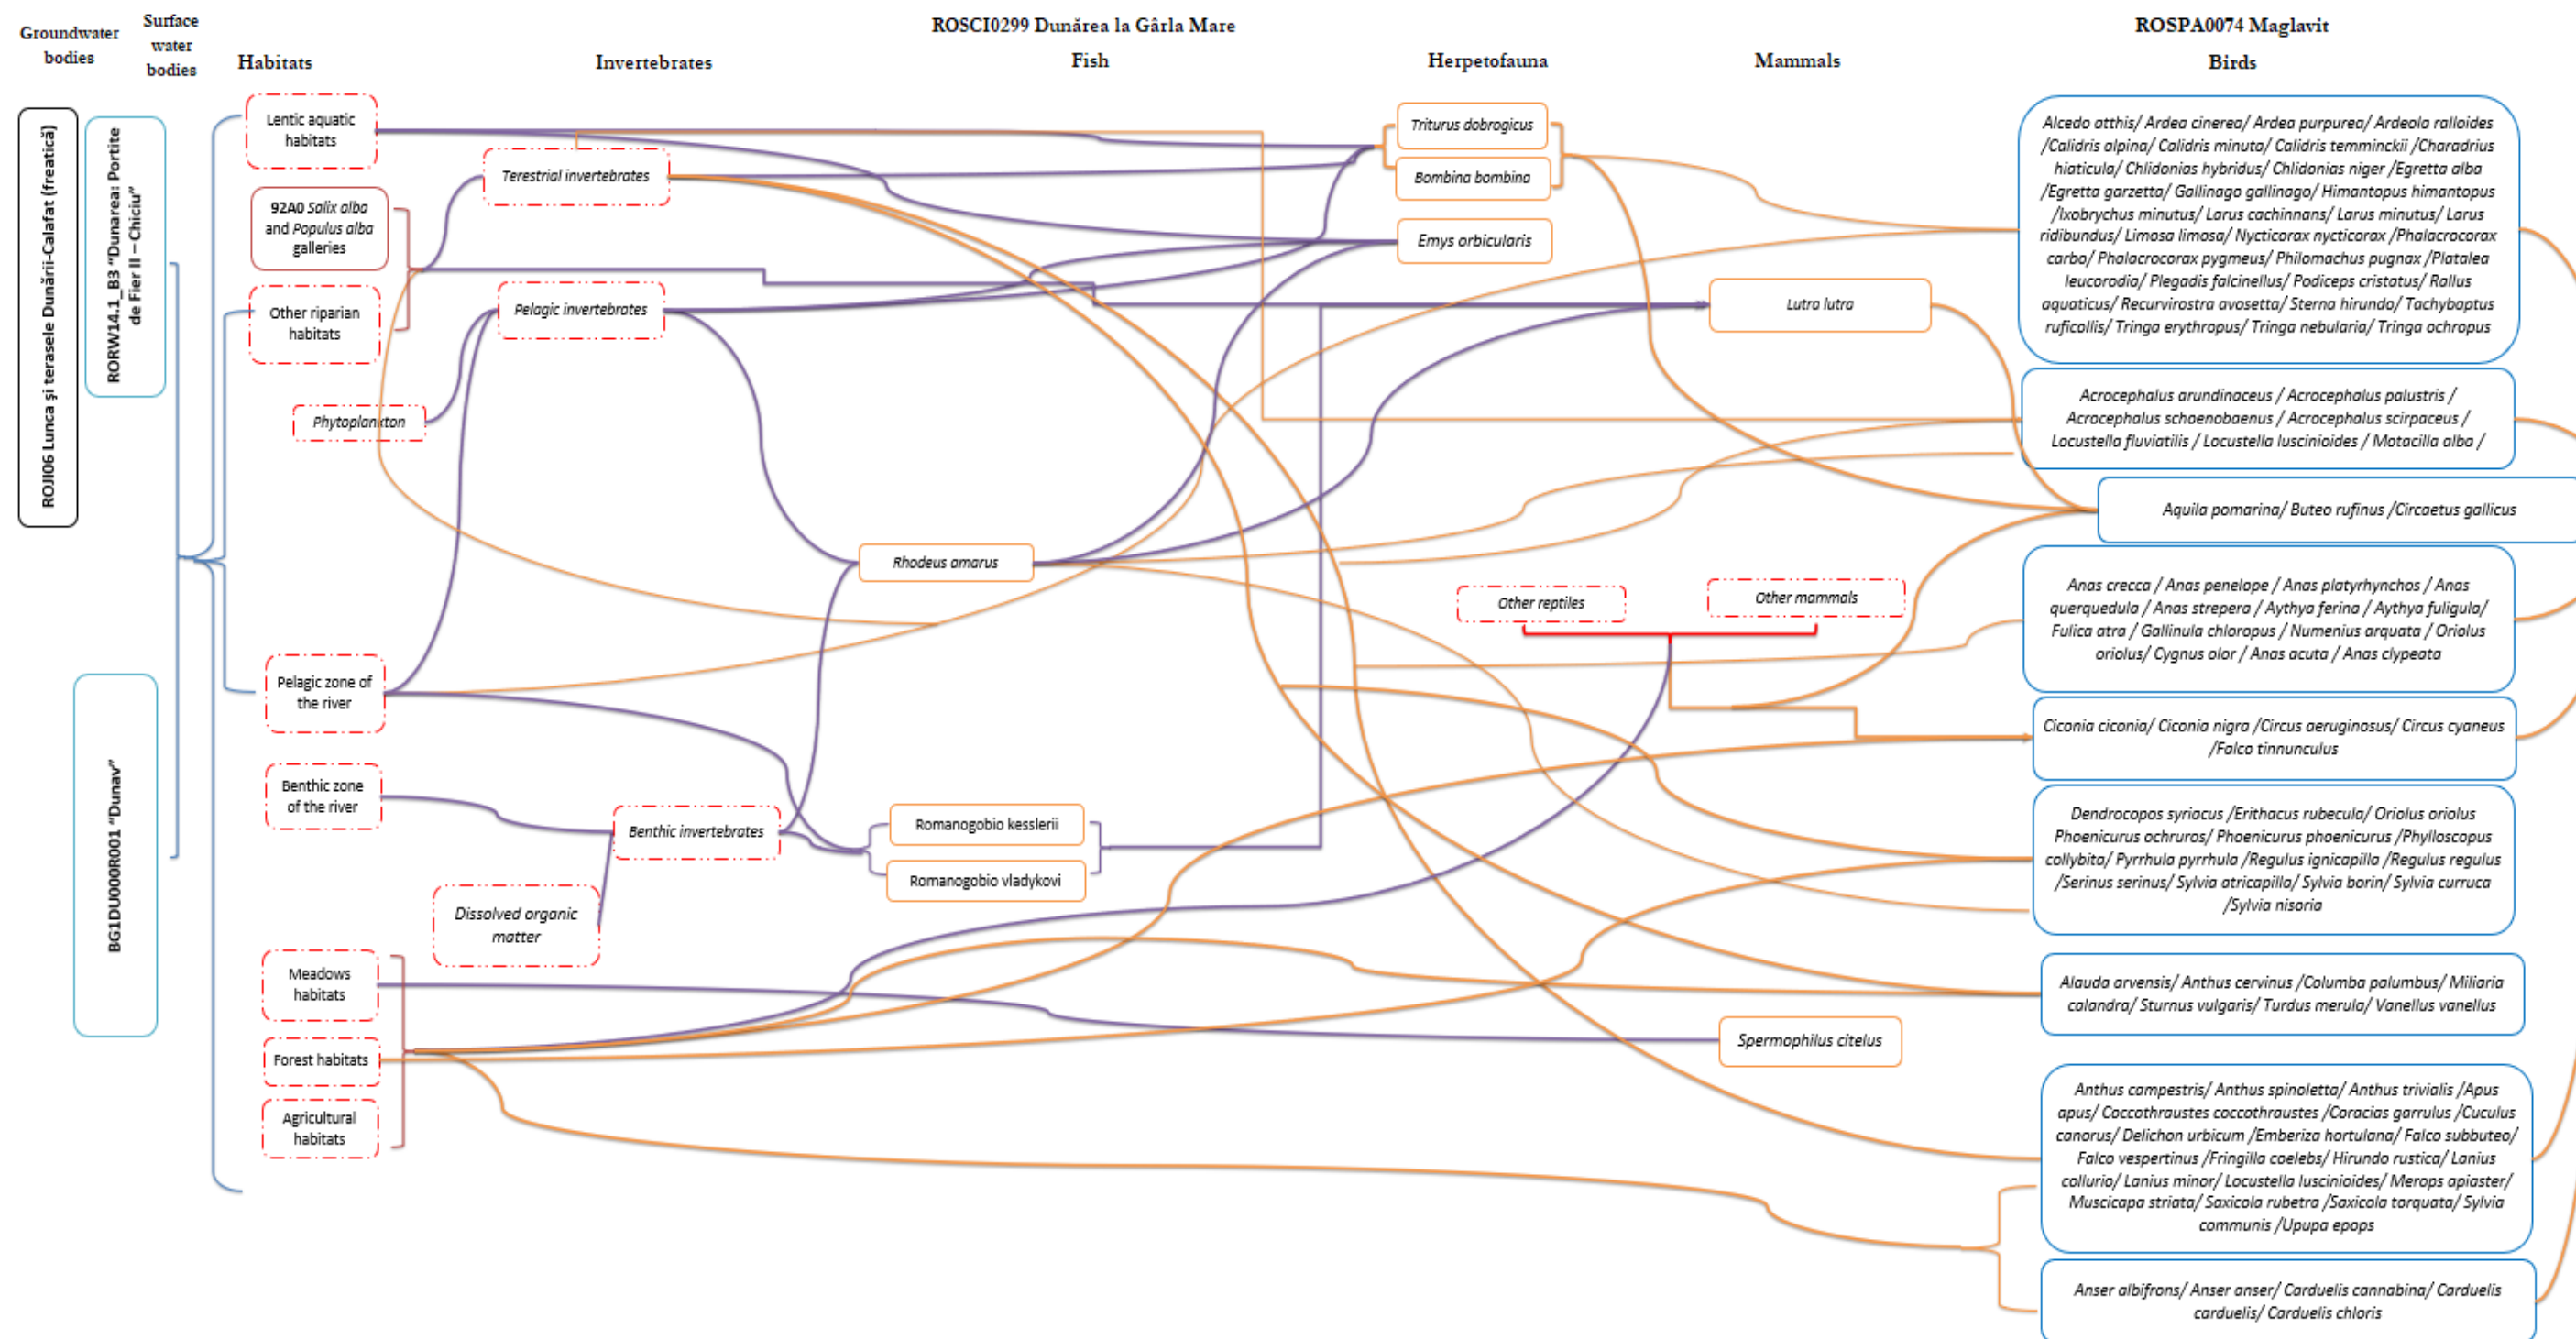 Groundwater
bodies
Surface
water
bodies
ROSCI0299 Dunărea la Gârla Mare
ROSPA0074 Maglavit
Habitats
Invertebrates
Fish
Herpetofauna
Mammals
Birds
ROJI06 Lunca şi terasele Dunării-Calafat (freatică)
RORW14.1_B3 "Dunarea: Portite
de Fier II – Chiciu"
BG1DU000R001 "Dunav"
Lentic aquatic
habitats
92A0 Salix alba
and Populus alba
galleries
Other riparian
habitats
Phytoplankton
Pelagic zone of
the river
Benthic zone
of the river
Dissolved organic
matter
Meadows
habitats
Forest habitats
Agricultural
habitats
Terestrial invertebrates
Pelagic invertebrates
Benthic invertebrates
Rhodeus amarus
Romanogobio kesslerii
Romanogobio vladykovi
Triturus dobrogicus
Bombina bombina
Emys orbicularis
Other reptiles
Lutra lutra
Other mammals
Spermophilus citelus
Alcedo atthis/ Ardea cinerea/ Ardea purpurea/ Ardeola ralloides
/Calidris alpina/ Calidris minuta/ Calidris temminckii /Charadrius
hiaticula/ Chlidonias hybridus/ Chlidonias niger /Egretta alba
/Egretta garzetta/ Gallinago gallinago/ Himantopus himantopus
/Ixobrychus minutus/ Larus cachinnans/ Larus minutus/ Larus
ridibundus/ Limosa limosa/ Nycticorax nycticorax /Phalacrocorax
carbo/ Phalacrocorax pygmeus/ Philomachus pugnax /Platalea
leucorodia/ Plegadis falcinellus/ Podiceps cristatus/ Rallus
aquaticus/ Recurvirostra avosetta/ Sterna hirundo/ Tachybaptus
ruficollis/ Tringa erythropus/ Tringa nebularia/ Tringa ochropus
Acrocephalus arundinaceus / Acrocephalus palustris /
Acrocephalus schoenobaenus / Acrocephalus scirpaceus /
Locustella fluviatilis / Locustella luscinioides / Motacilla alba /
Aquila pomarina/ Buteo rufinus /Circaetus gallicus
Anas crecca / Anas penelope / Anas platyrhynchos / Anas
querquedula / Anas strepera / Aythya ferina / Aythya fuligula/
Fulica atra / Gallinula chloropus / Numenius arquata / Oriolus
oriolus/ Cygnus olor / Anas acuta / Anas clypeata
Ciconia ciconia/ Ciconia nigra /Circus aeruginosus/ Circus cyaneus
/Falco tinnunculus
Dendrocopos syriacus /Erithacus rubecula/ Oriolus oriolus
Phoenicurus ochruros/ Phoenicurus phoenicurus /Phylloscopus
collybita/ Pyrrhula pyrrhula /Regulus ignicapilla /Regulus regulus
/Serinus serinus/ Sylvia atricapilla/ Sylvia borin/ Sylvia curruca
/Sylvia nisoria
Alauda arvensis/ Anthus cervinus /Columba palumbus/ Miliaria
calandra/ Sturnus vulgaris/ Turdus merula/ Vanellus vanellus
Anthus campestris/ Anthus spinoletta/ Anthus trivialis /Apus
apus/ Coccothraustes coccothraustes /Coracias garrulus /Cuculus
canorus/ Delichon urbicum /Emberiza hortulana/ Falco subbuteo/
Falco vespertinus /Fringilla coelebs/ Hirundo rustica/ Lanius
collurio/ Lanius minor/ Locustella luscinioides/ Merops apiaster/
Muscicapa striata/ Saxicola rubetra /Saxicola torquata/ Sylvia
communis /Upupa epops
Anser albifrons/ Anser anser/ Carduelis cannabina/ Carduelis
carduelis/ Carduelis chloris